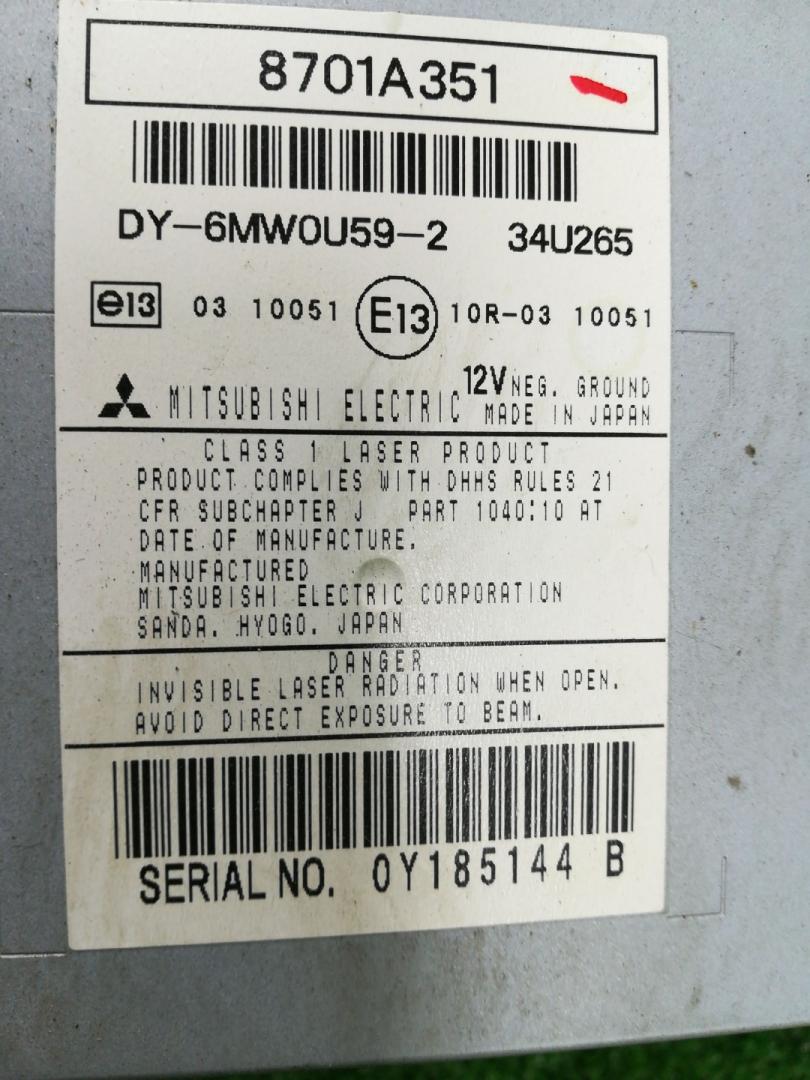 8701A351
DY-6MW0U59-2 34U265
e13 03 10051 E13 10R-03 10051
MITSUBISHI ELECTRIC 12V NEG. GROUND
MADE IN JAPAN
CLASS 1 LASER PRODUCT
PRODUCT COMPLIES WITH DHHS RULES 21
CFR SUBCHAPTER J PART 1040:10 AT
DATE OF MANUFACTURE.
MANUFACTURED
MITSUBISHI ELECTRIC CORPORATION
SANDA. HYOGO. JAPAN
DANGER
INVISIBLE LASER RADIATION WHEN OPEN.
AVOID DIRECT EXPOSURE TO BEAM.
SERIAL NO. 0Y185144 B